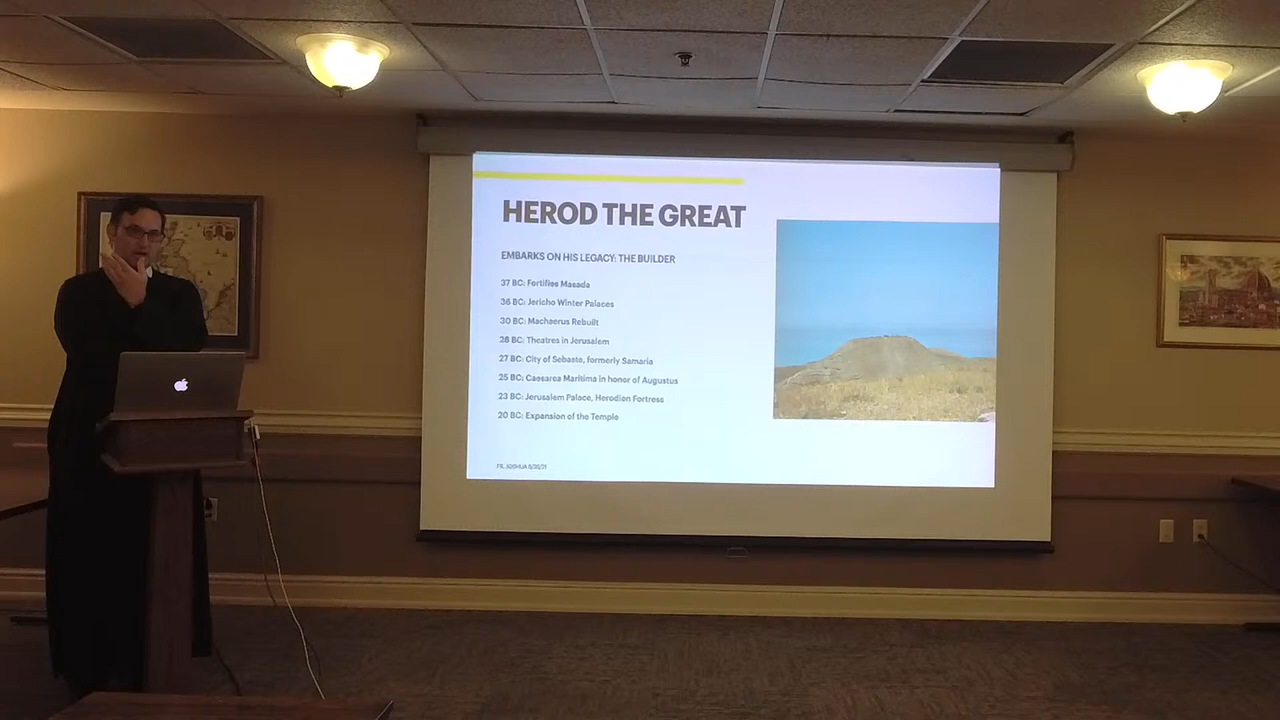 HEROD THE GREAT
EMBARKS ON HIS LEGACY: THE BUILDER
37 BC: Fortifies Masada
36 BC: Jericho Winter Palaces
30 BC: Machaerus Rebuilt
28 BC: Theatres in Jerusalem
27 BC: City of Sebaste, formerly Samaria
25 BC: Caesarea Maritima in honor of Augustus
23 BC: Jerusalem Palace, Herodion Fortress
20 BC: Expansion of the Temple
FR. JOSHUA